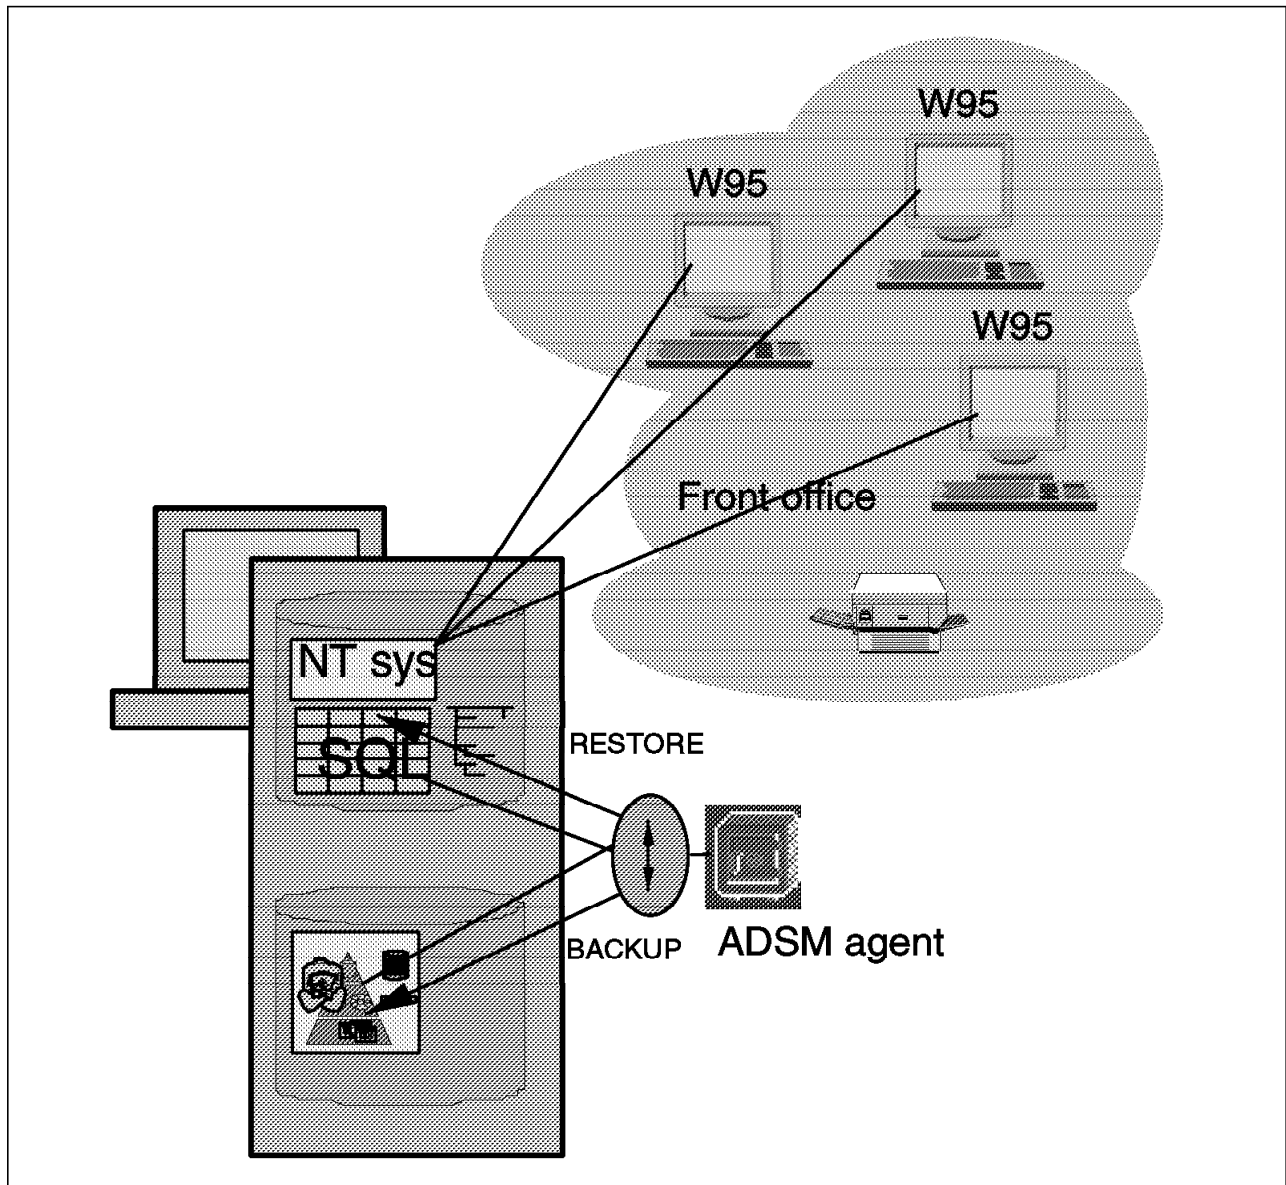 W95
W95
W95
Front office
NT sys
SQL
RESTORE
BACKUP
ADSM agent